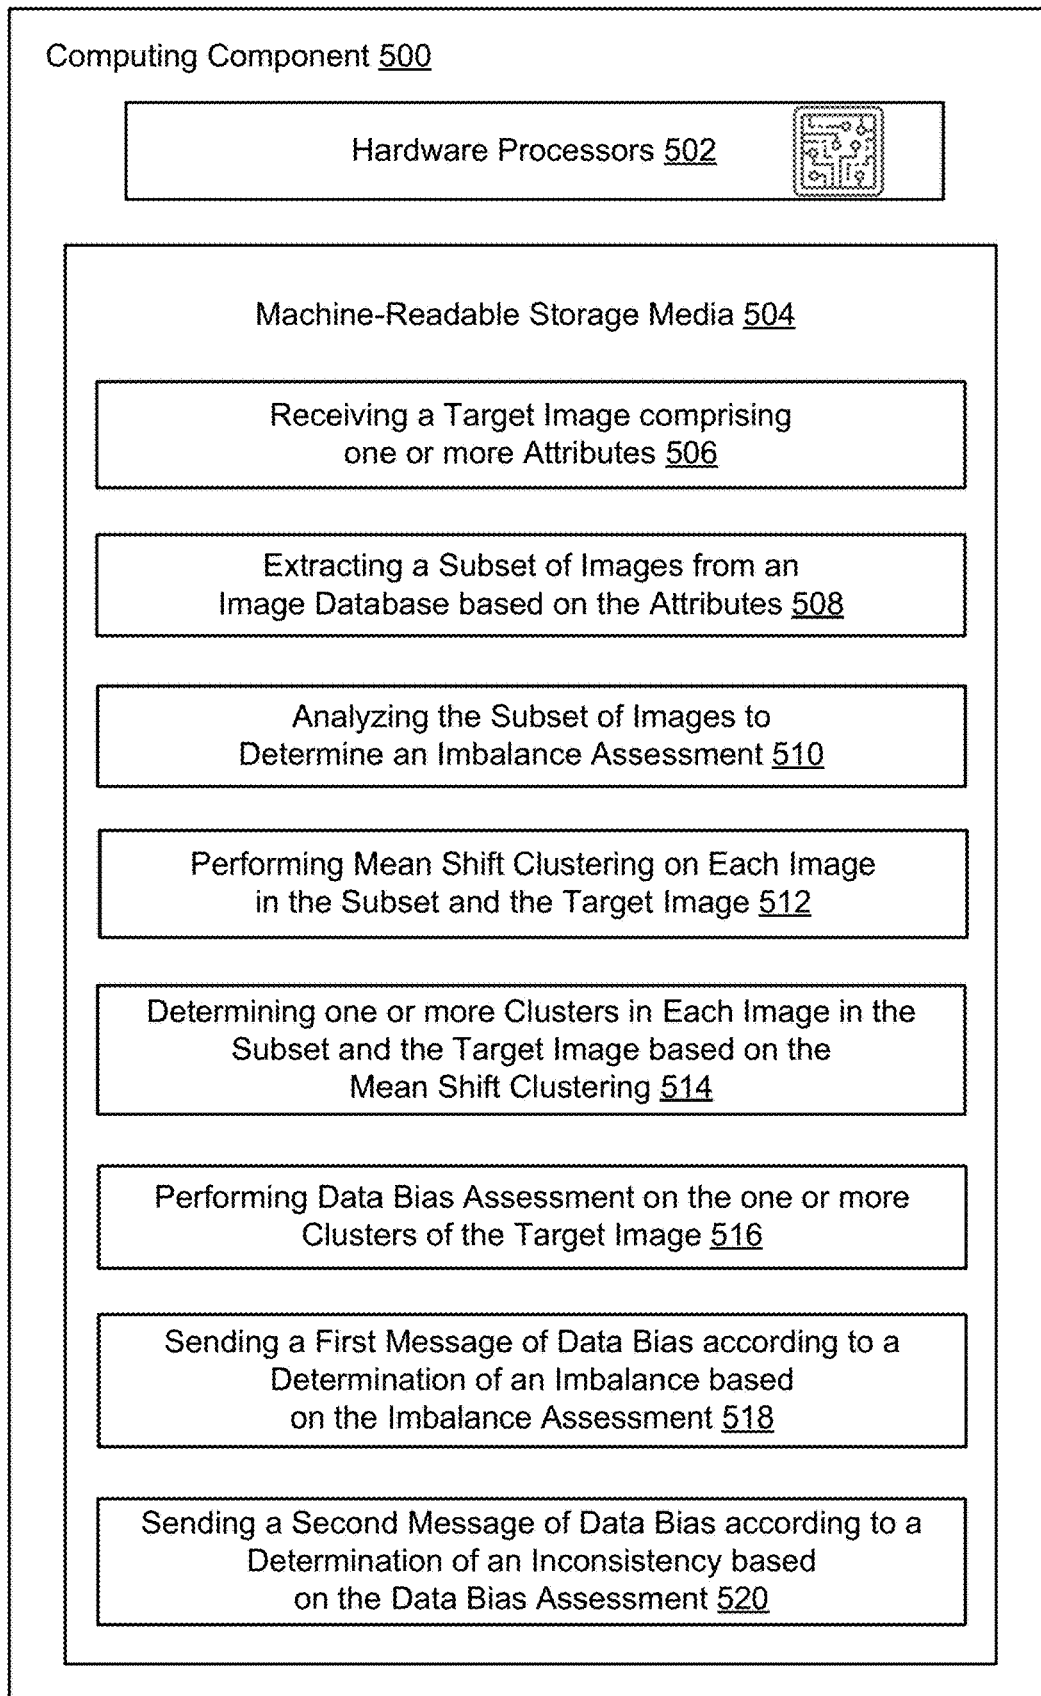 Computing Component 500
Hardware Processors 502
Machine-Readable Storage Media 504
Receiving a Target Image comprising
one or more Attributes 506
Extracting a Subset of Images from an
Image Database based on the Attributes 508
Analyzing the Subset of Images to
Determine an Imbalance Assessment 510
Performing Mean Shift Clustering on Each Image
in the Subset and the Target Image 512
Determining one or more Clusters in Each Image in the
Subset and the Target Image based on the
Mean Shift Clustering 514
Performing Data Bias Assessment on the one or more
Clusters of the Target Image 516
Sending a First Message of Data Bias according to a
Determination of an Imbalance based
on the Imbalance Assessment 518
Sending a Second Message of Data Bias according to a
Determination of an Inconsistency based
on the Data Bias Assessment 520